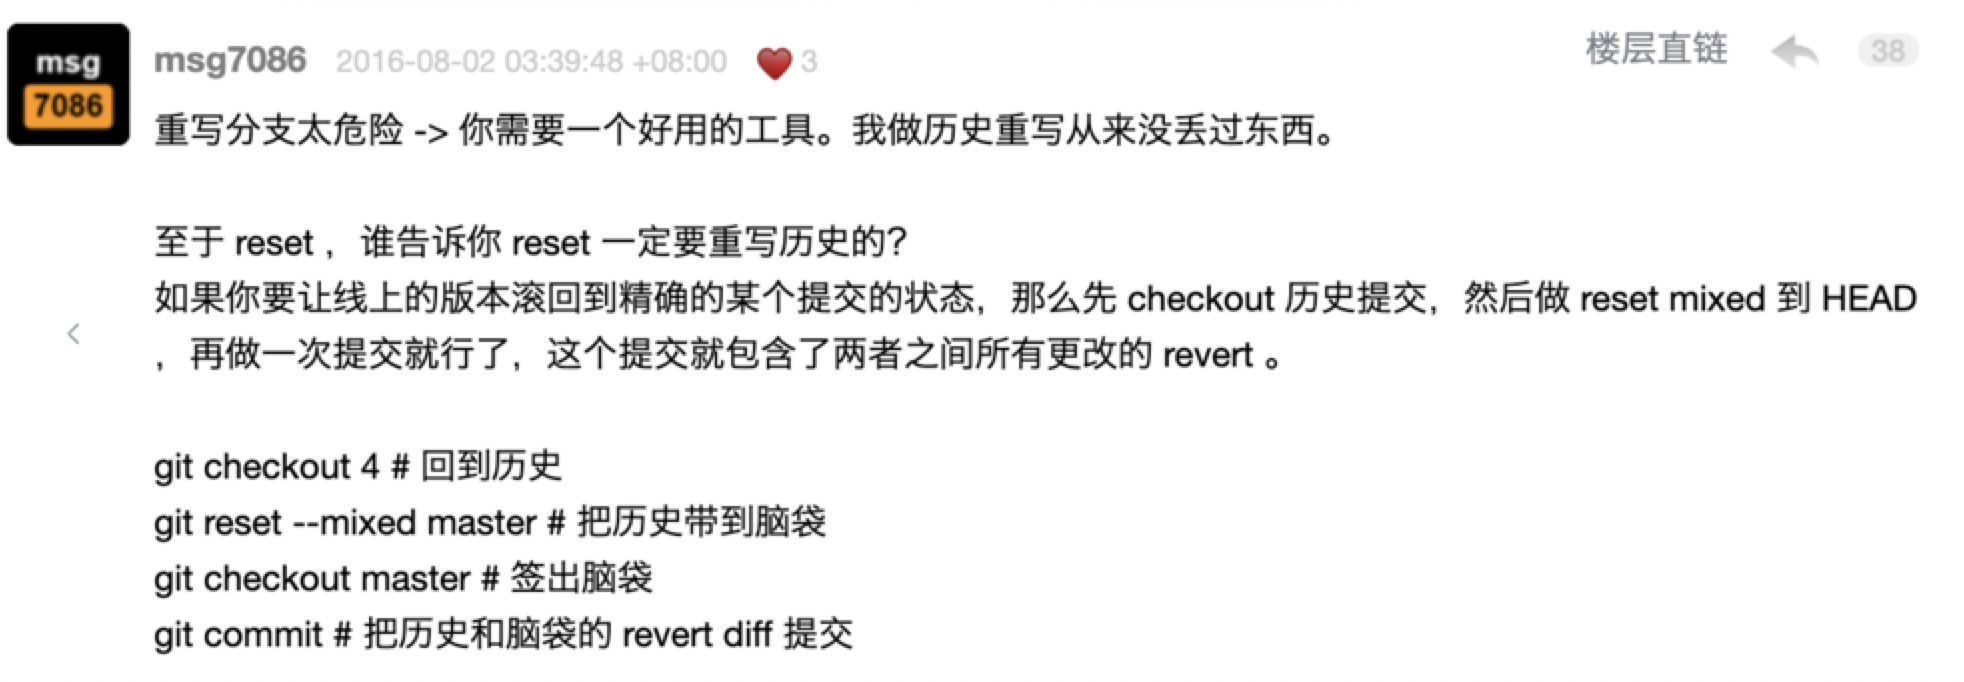 msg
7086
msg7086 2016-08-02 03:39:48 +08:00 ❤️ 3 楼层直链 38
重写分支太危险 -> 你需要一个好用的工具。我做历史重写从来没丢过东西。
至于 reset ，谁告诉你 reset 一定要重写历史的？
如果你要让线上的版本滚回到精确的某个提交的状态，那么先 checkout 历史提交，然后做 reset mixed 到 HEAD
，再做一次提交就行了，这个提交就包含了两者之间所有更改的 revert 。
git checkout 4 # 回到历史
git reset --mixed master # 把历史带到脑袋
git checkout master # 签出脑袋
git commit # 把历史和脑袋的 revert diff 提交